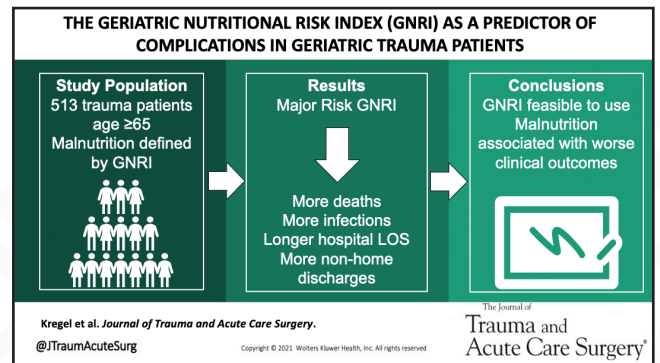 THE GERIATRIC NUTRITIONAL RISK INDEX (GNRI) AS A PREDICTOR OF
COMPLICATIONS IN GERIATRIC TRAUMA PATIENTS
Study Population
513 trauma patients
age ≥65
Malnutrition defined
by GNRI
Results
Major Risk GNRI
More deaths
More infections
Longer hospital LOS
More non-home
discharges
Conclusions
GNRI feasible to use
Malnutrition
associated with worse
clinical outcomes
Kregel et al. Journal of Trauma and Acute Care Surgery.
@JTraumAcuteSurg
Copyright © 2021 Wolters Kluwer Health, Inc. All rights reserved
The Journal of
Trauma and
Acute Care Surgery®